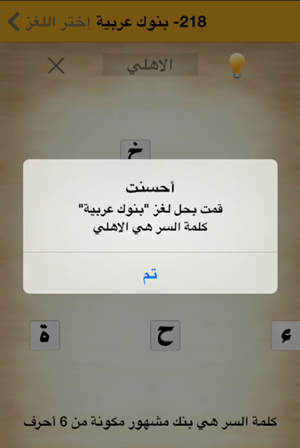 218- بنوك عربية
إختر اللغز
الاهلي
خ
أحسنت
قمت بحل لغز "بنوك عربية"
كلمة السر هي الاهلي
تم
ء ح ة
كلمة السر هي بنك مشهور مكونة من 6 أحرف